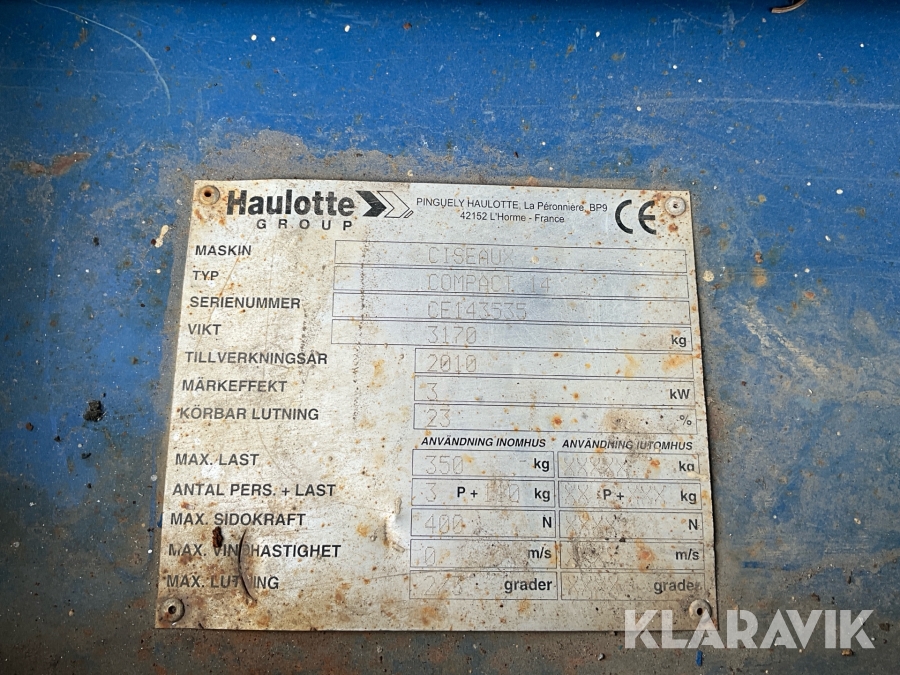 Haulotte
GROUP
PINGUELY HAULOTTE, La Péronnière, BP9
42152 L'Horme - France
CE
MASKIN CISEAUX
TYP COMPACT 14
SERIENUMMER CE143535
VIKT 3170 kg
TILLVERKNINGSÅR 2010
MÄRKEFFEKT 3 kW
KÖRBAR LUTNING 23 %
ANVÄNDNING INOMHUS ANVÄNDNING IUTOMHUS
MAX. LAST 350 kg kg
ANTAL PERS. + LAST 3 P + kg P + kg
MAX. SIDOKRAFT 400 N N
MAX. VINDHASTIGHET 0 m/s m/s
MAX. LUTNING grader grader
KLARAVIK